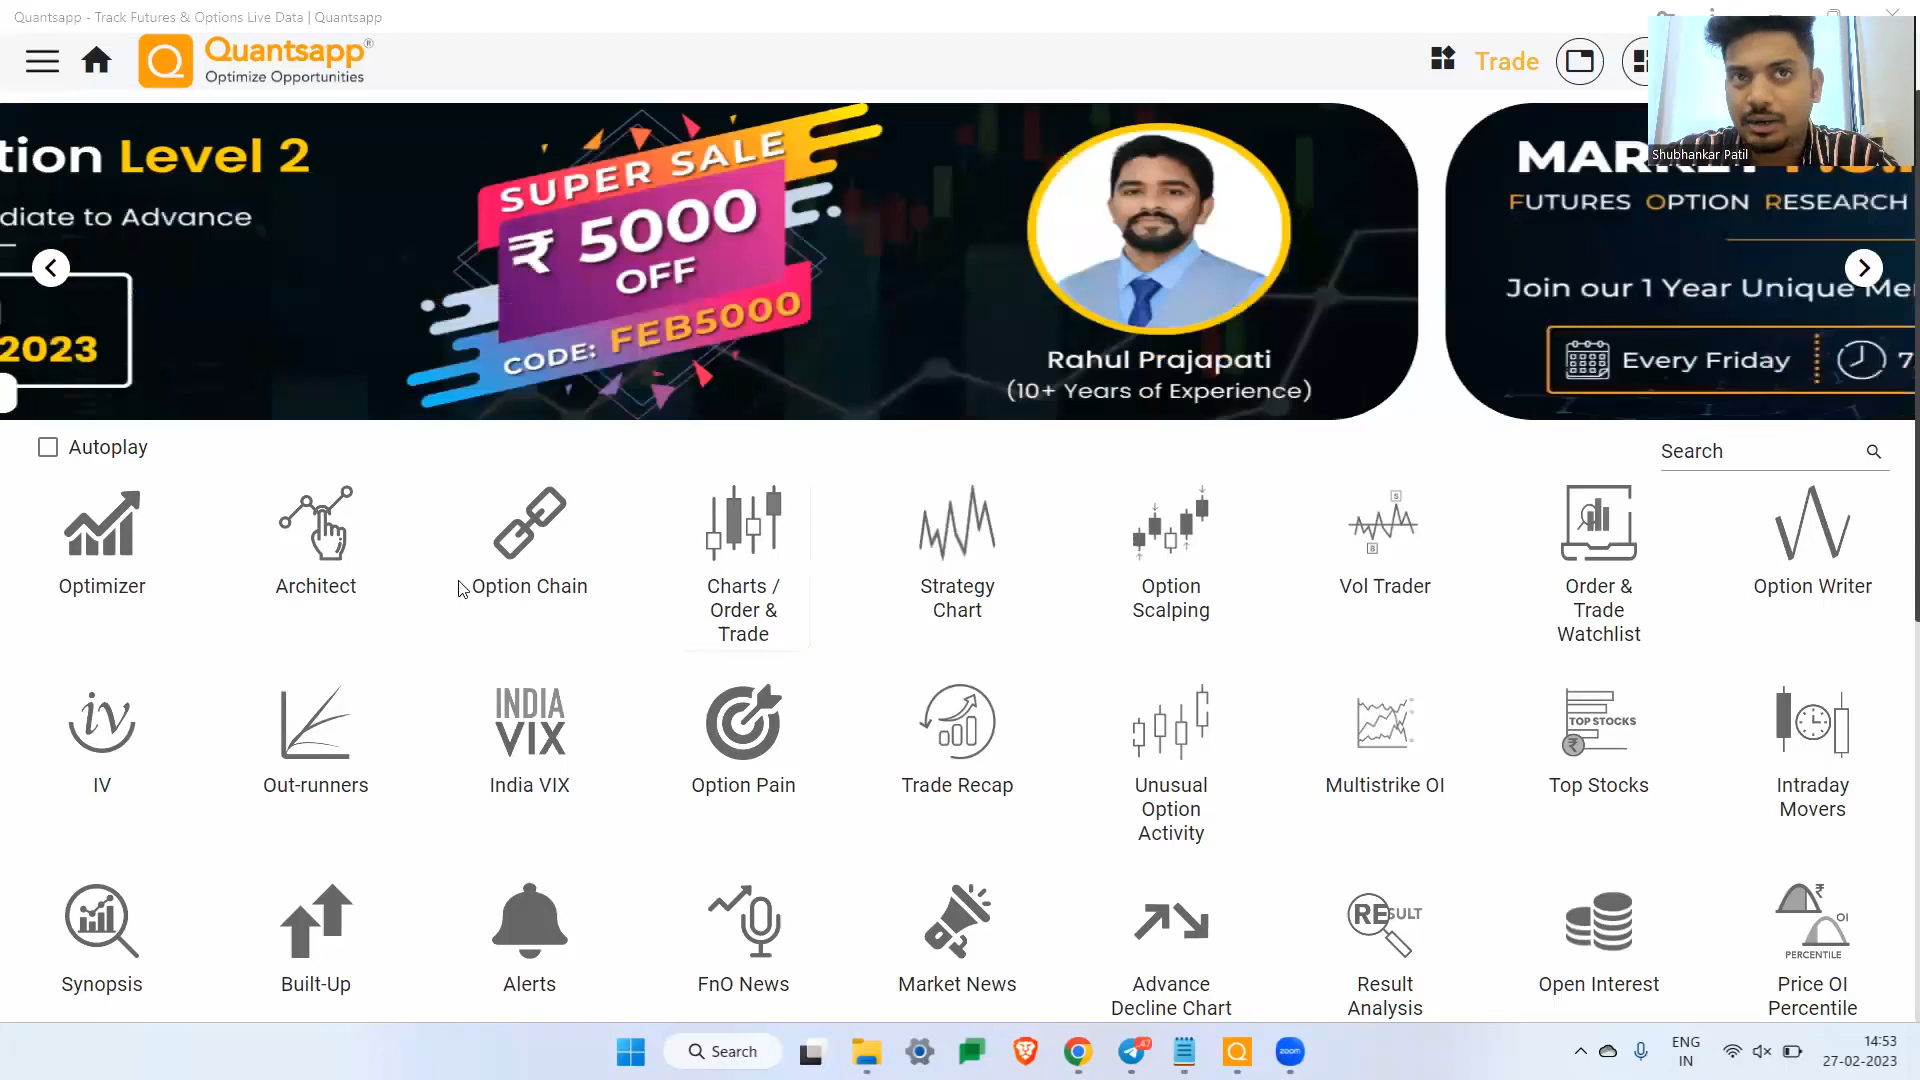 Quantsapp - Track Futures & Options Live Data | Quantsapp
Quantsapp®
Optimize Opportunities
Trade
tion Level 2
diate to Advance
2023
SUPER SALE
₹ 5000
OFF
CODE: FEB5000
Rahul Prajapati
(10+ Years of Experience)
FUTURES OPTION RESEARCH
Join our 1 Year Unique Me
Every Friday
7
Shubhankar Patil
Autoplay
Search
Optimizer
Architect
Option Chain
Charts /
Order &
Trade
Strategy
Chart
Option
Scalping
S
B
Vol Trader
Order &
Trade
Watchlist
Option Writer
iv
IV
Out-runners
INDIA
VIX
India VIX
Option Pain
Trade Recap
Unusual
Option
Activity
Multistrike OI
TOP STOCKS
₹
Top Stocks
Intraday
Movers
Synopsis
Built-Up
Alerts
FnO News
Market News
Advance
Decline Chart
RESULT
Result
Analysis
Open Interest
₹
OI
PERCENTILE
Price OI
Percentile
Search
47
zoom
ENG
IN
14:53
27-02-2023